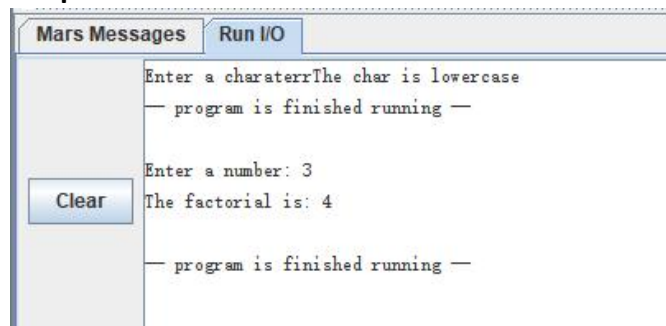 Mars Messages Run I/O
Enter a charaterrThe char is lowercase
— program is finished running —
Enter a number: 3
Clear
The factorial is: 4
— program is finished running —